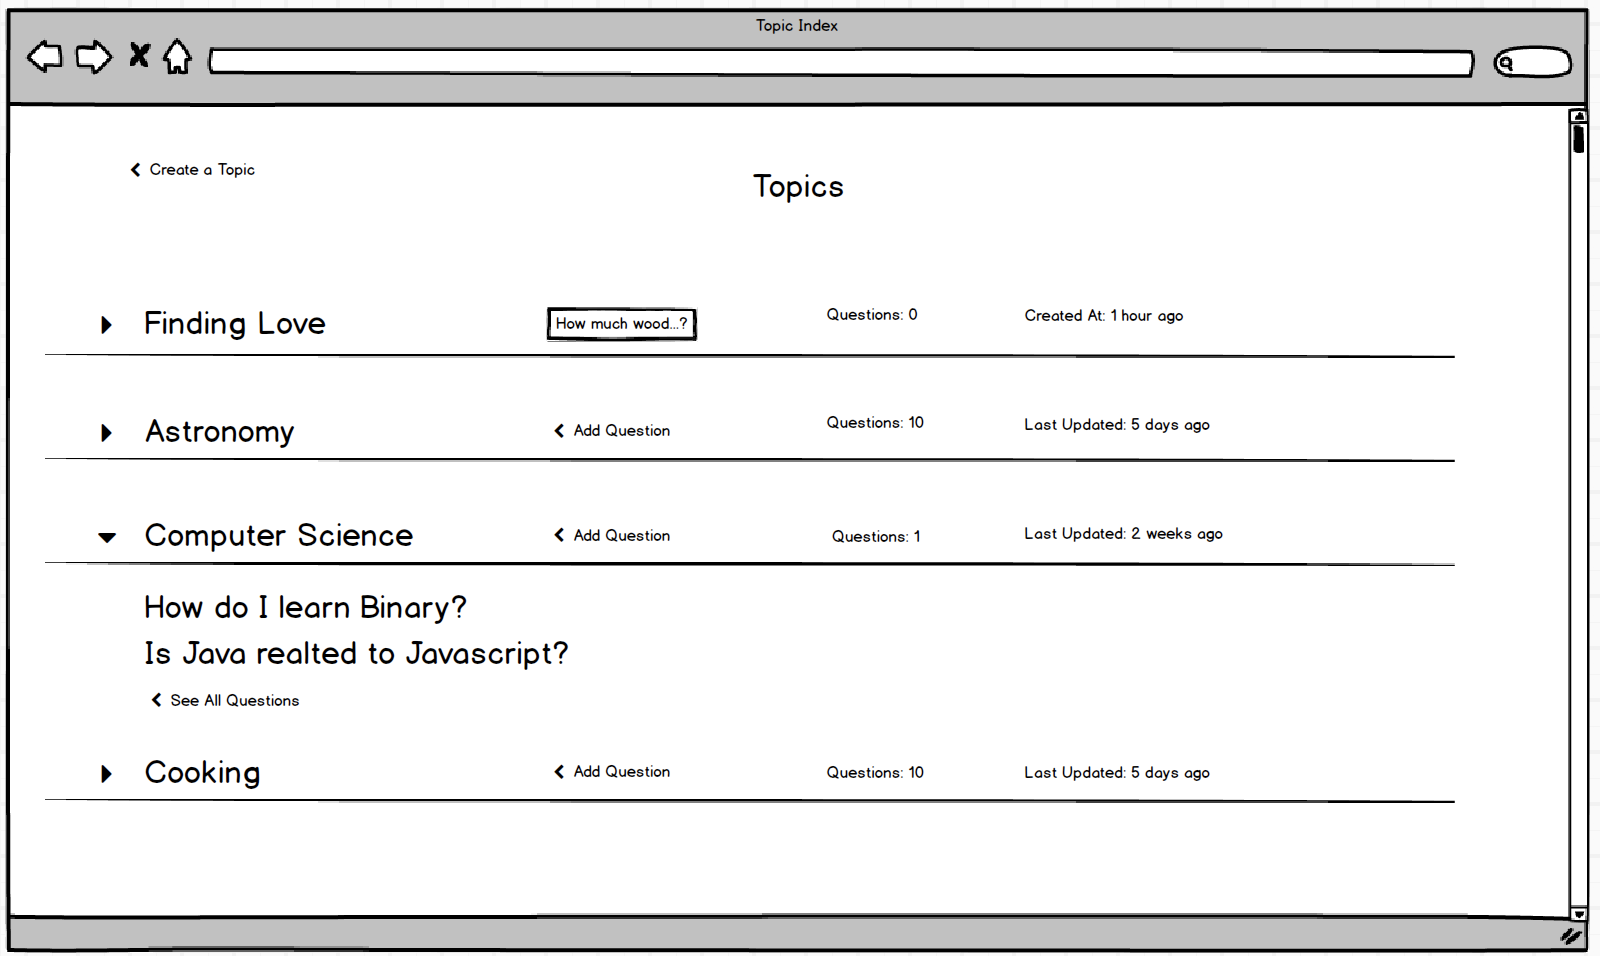 Topic Index
Create a Topic
Topics
Finding Love
How much wood...?
Questions: 0
Created At: 1 hour ago
Astronomy
Add Question
Questions: 10
Last Updated: 5 days ago
Computer Science
Add Question
Questions: 1
Last Updated: 2 weeks ago
How do I learn Binary?
Is Java realted to Javascript?
See All Questions
Cooking
Add Question
Questions: 10
Last Updated: 5 days ago